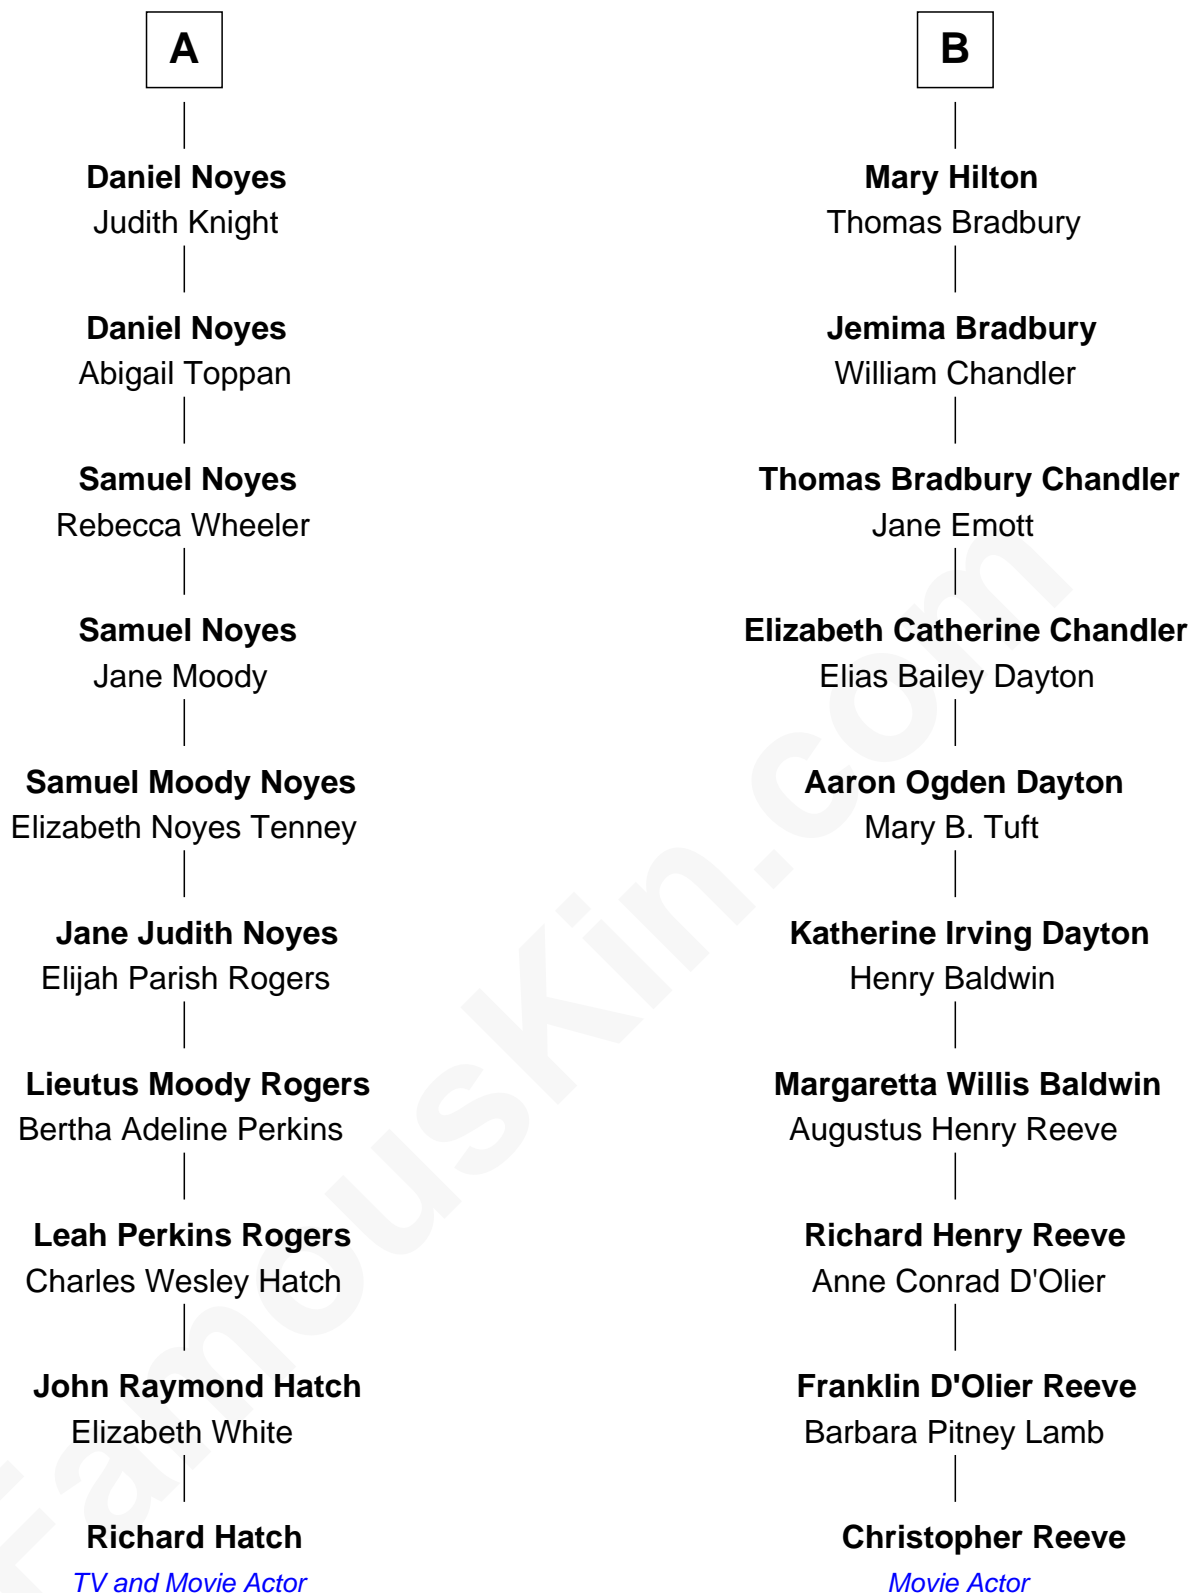 A
Daniel Noyes
Judith Knight
Daniel Noyes
Abigail Toppan
Samuel Noyes
Rebecca Wheeler
Samuel Noyes
Jane Moody
Samuel Moody Noyes
Elizabeth Noyes Tenney
Jane Judith Noyes
Elijah Parish Rogers
Lieutus Moody Rogers
Bertha Adeline Perkins
Leah Perkins Rogers
Charles Wesley Hatch
John Raymond Hatch
Elizabeth White
Richard Hatch
TV and Movie Actor
B
Mary Hilton
Thomas Bradbury
Jemima Bradbury
William Chandler
Thomas Bradbury Chandler
Jane Emott
Elizabeth Catherine Chandler
Elias Bailey Dayton
Aaron Ogden Dayton
Mary B. Tuft
Katherine Irving Dayton
Henry Baldwin
Margaretta Willis Baldwin
Augustus Henry Reeve
Richard Henry Reeve
Anne Conrad D'Olier
Franklin D'Olier Reeve
Barbara Pitney Lamb
Christopher Reeve
Movie Actor
FamousKin.com